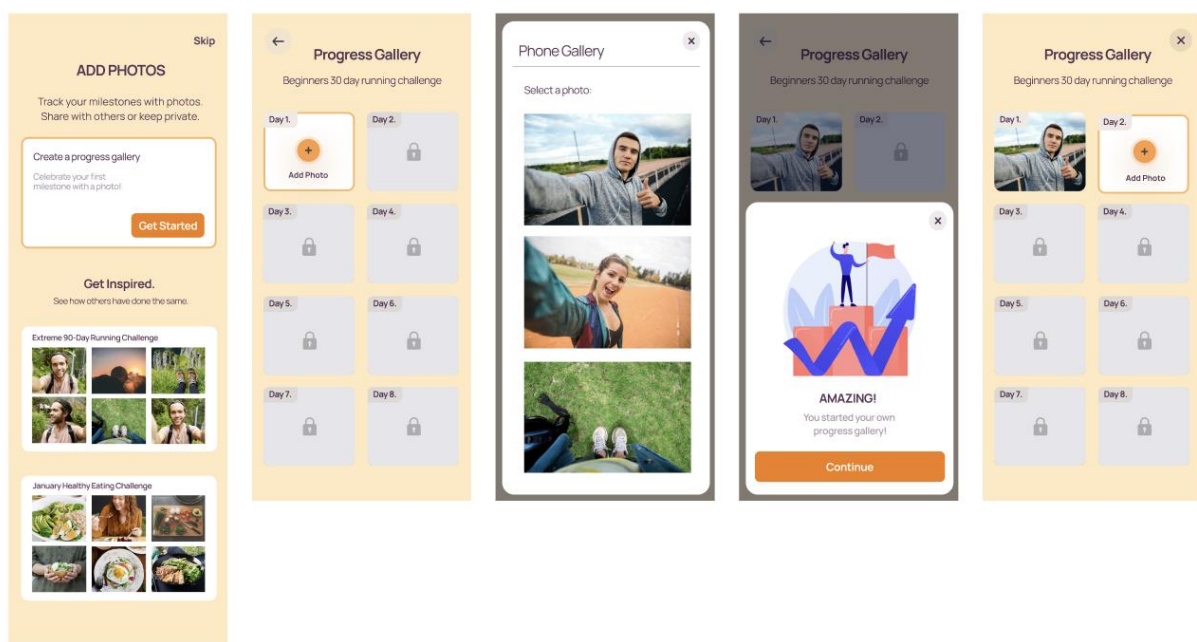 Skip
ADD PHOTOS
Track your milestones with photos.
Share with others or keep private.
Create a progress gallery
Celebrate your first
milestone with a photo!
Get Started
Get Inspired.
See how others have done the same.
Extreme 90-Day Running Challenge
January Healthy Eating Challenge
Progress Gallery
Beginners 30 day running challenge
Day 1.
Day 2.
Add Photo
Day 3.
Day 4.
Day 5.
Day 6.
Day 7.
Day 8.
Phone Gallery
Select a photo:
Progress Gallery
Beginners 30 day running challenge
Day 1.
Day 2.
AMAZING!
You started your own
progress gallery!
Continue
Progress Gallery
Beginners 30 day running challenge
Day 1.
Day 2.
Add Photo
Day 3.
Day 4.
Day 5.
Day 6.
Day 7.
Day 8.